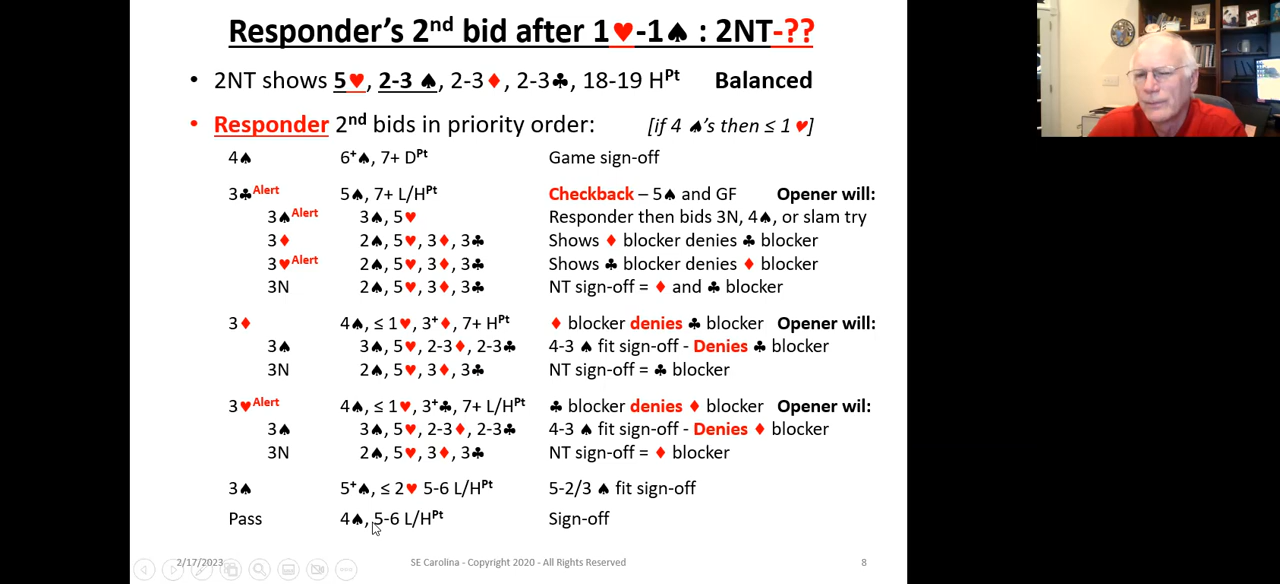 Responder's 2nd bid after 1♥-1♠ : 2NT-??
• 2NT shows 5♥, 2-3 ♠, 2-3♦, 2-3♣, 18-19 HPt Balanced
• Responder 2nd bids in priority order: [if 4 ♠'s then ≤ 1 ♥]
4♠ 6+♠, 7+ DPt Game sign-off
3♣Alert 5♠, 7+ L/HPt Checkback – 5♠ and GF Opener will:
3♠Alert 3♠, 5♥ Responder then bids 3N, 4♠, or slam try
3♦ 2♠, 5♥, 3♦, 3♣ Shows ♦ blocker denies ♣ blocker
3♥Alert 2♠, 5♥, 3♦, 3♣ Shows ♣ blocker denies ♦ blocker
3N 2♠, 5♥, 3♦, 3♣ NT sign-off = ♦ and ♣ blocker
3♦ 4♠, ≤ 1♥, 3+♦, 7+ HPt ♦ blocker denies ♣ blocker Opener will:
3♠ 3♠, 5♥, 2-3♦, 2-3♣ 4-3 ♠ fit sign-off - Denies ♣ blocker
3N 2♠, 5♥, 3♦, 3♣ NT sign-off = ♣ blocker
3♥Alert 4♠, ≤ 1♥, 3+♣, 7+ L/HPt ♣ blocker denies ♦ blocker Opener wil:
3♠ 3♠, 5♥, 2-3♦, 2-3♣ 4-3 ♠ fit sign-off - Denies ♦ blocker
3N 2♠, 5♥, 3♦, 3♣ NT sign-off = ♦ blocker
3♠ 5+♠, ≤ 2♥ 5-6 L/HPt 5-2/3 ♠ fit sign-off
Pass 4♠, 5-6 L/HPt Sign-off
2/17/2023 SE Carolina - Copyright 2020 - All Rights Reserved 8